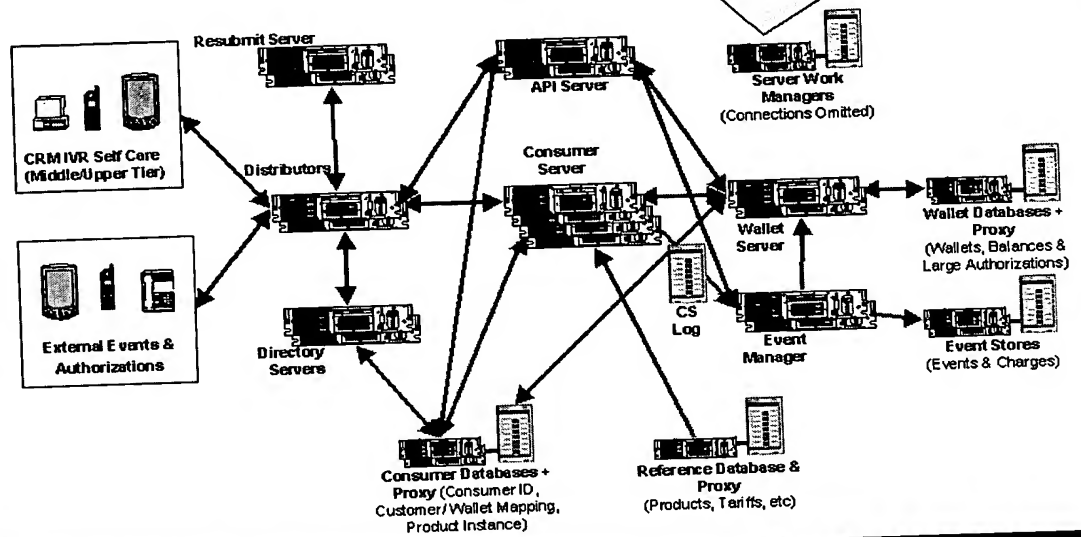 Resubmit Server
API Server
Server Work
Managers
(Connections Omitted)
CRM IVR Self Care
(Middle/Upper Tier)
Distributors
Consumer
Server
Wallet
Server
Wallet Databases +
Proxy
(Wallets, Balances &
Large Authorizations)
External Events &
Authorizations
Directory
Servers
CS
Log
Event
Manager
Event Stores
(Events & Charges)
Consumer Databases +
Proxy (Consumer ID,
Customer/Wallet Mapping,
Product Instance)
Reference Database &
Proxy
(Products, Tariffs, etc)